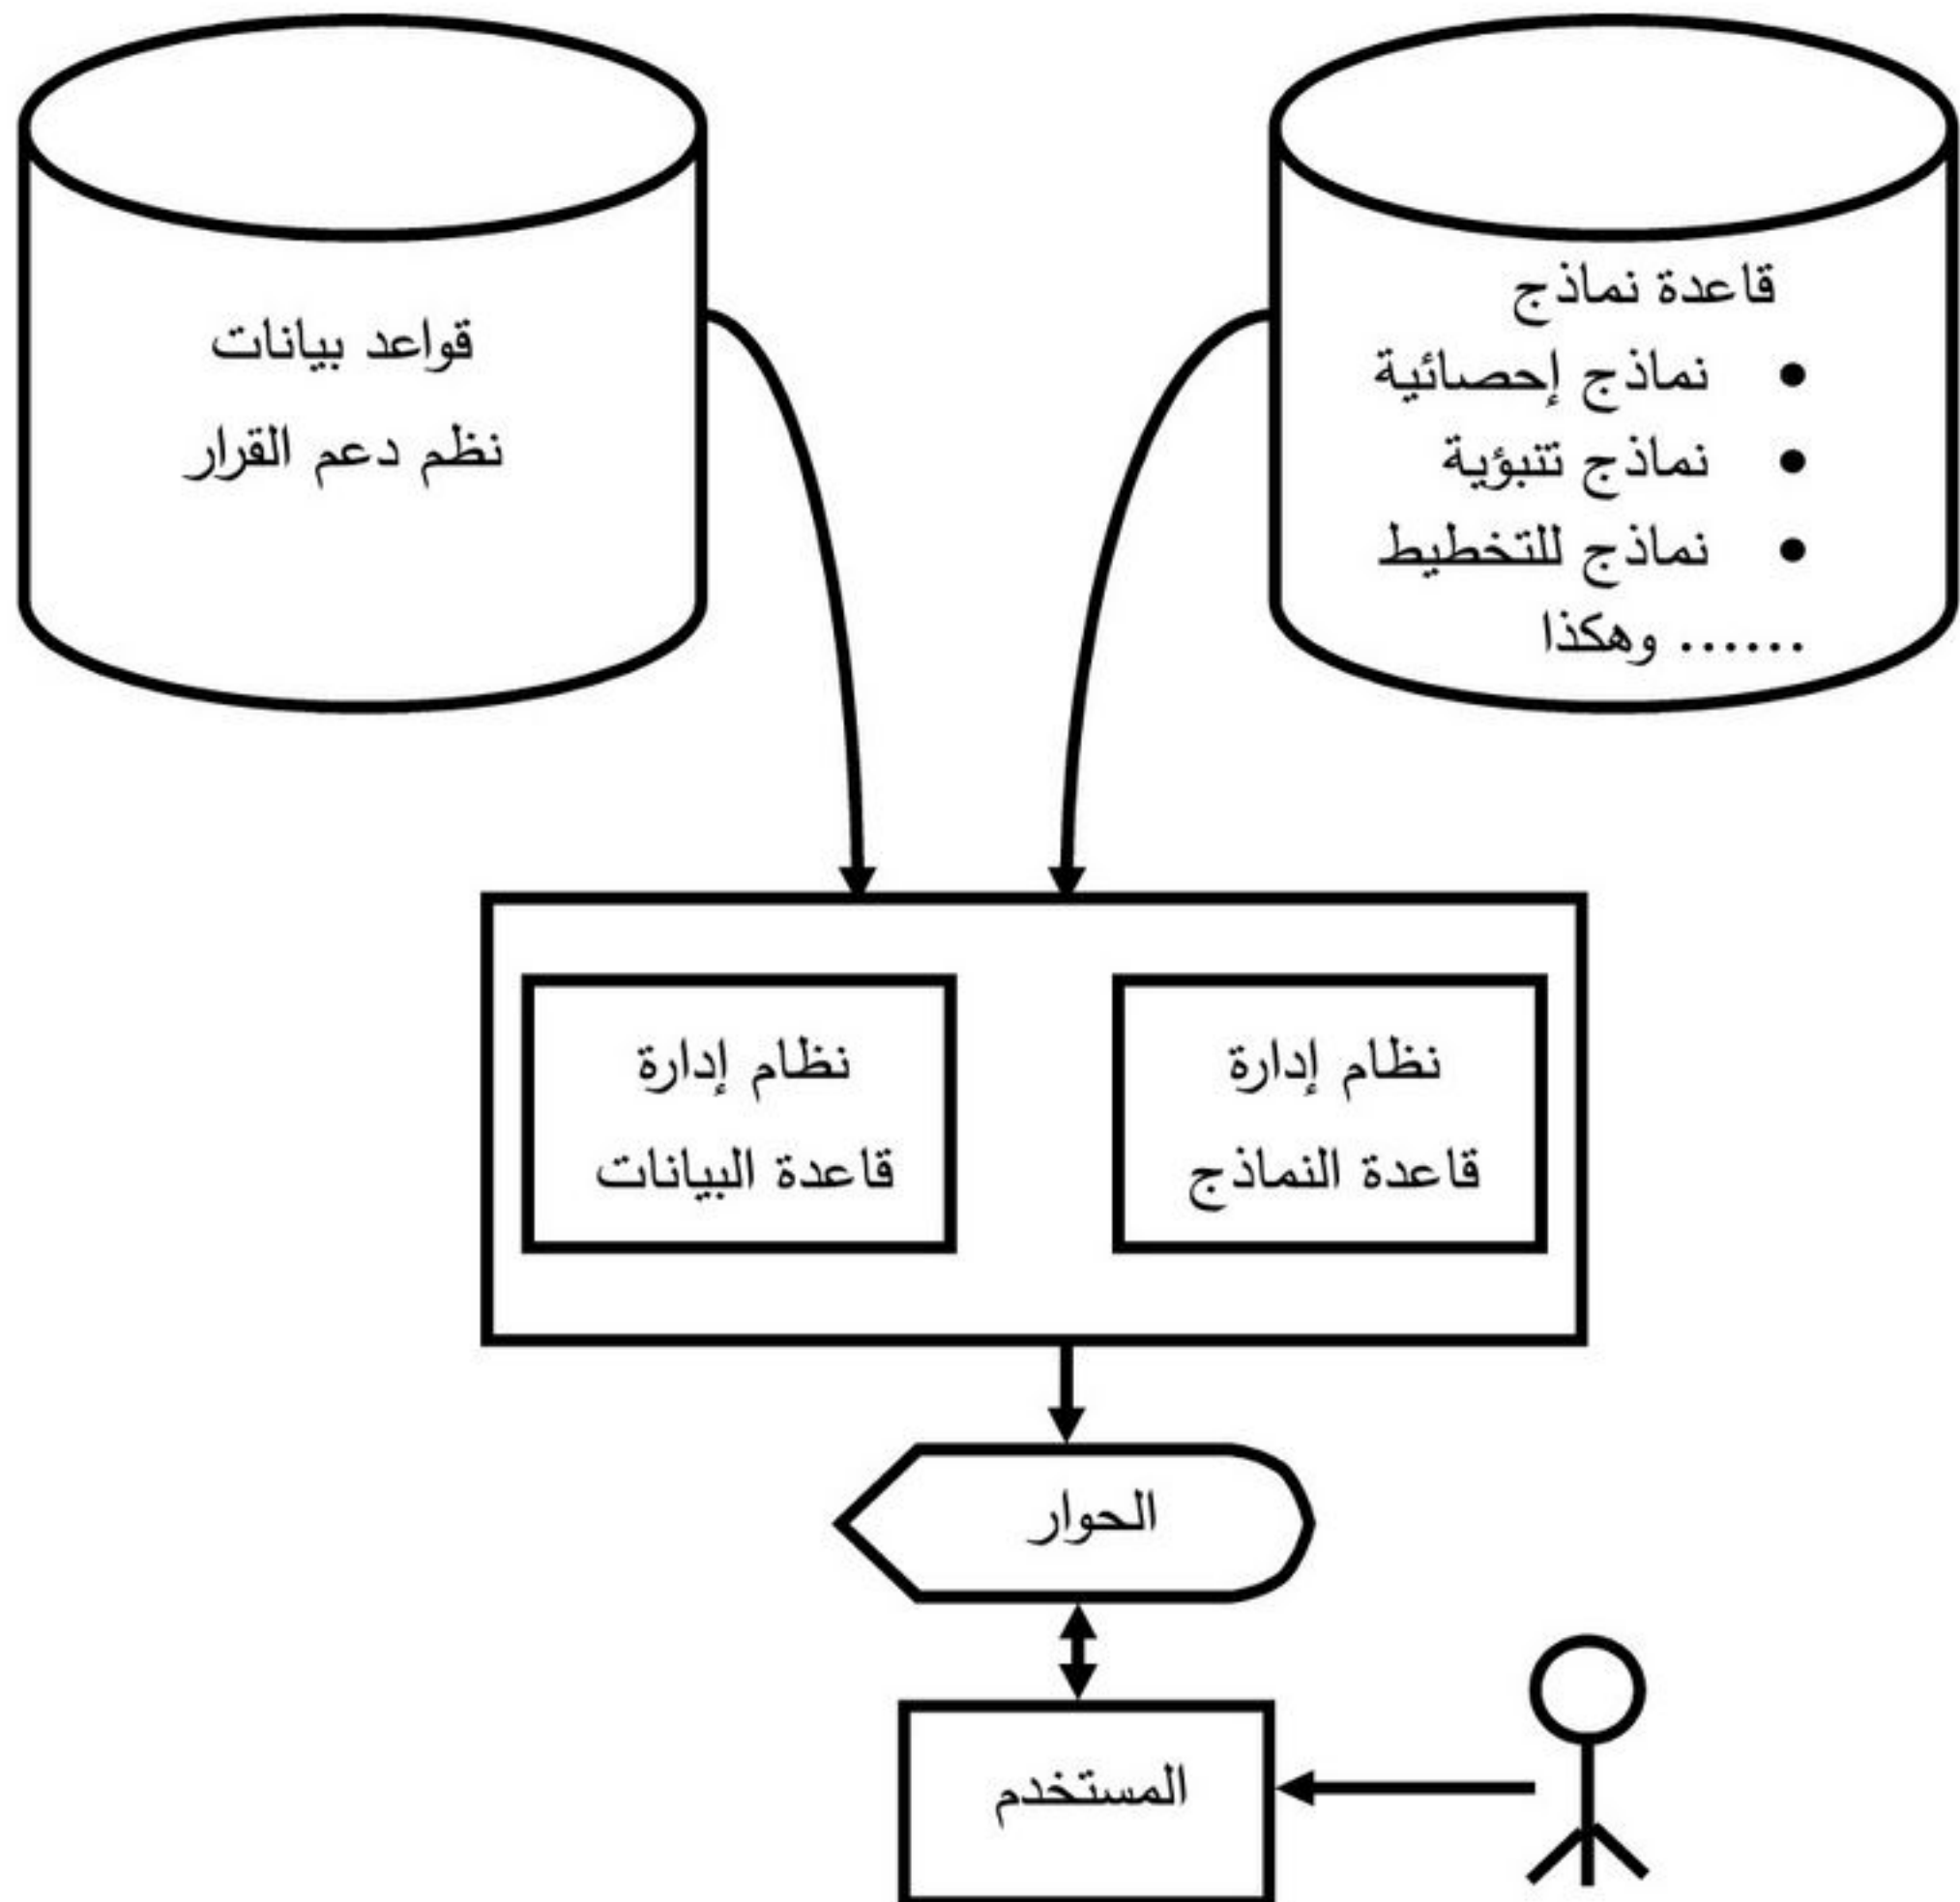 قاعدة نماذج
• نماذج إحصائية
• نماذج تتبؤية
• نماذج للتخطيط
...... وهكذا
قواعد بيانات
نظم دعم القرار
نظام إدارة
قاعدة النماذج
نظام إدارة
قاعدة البيانات
الحوار
المستخدم